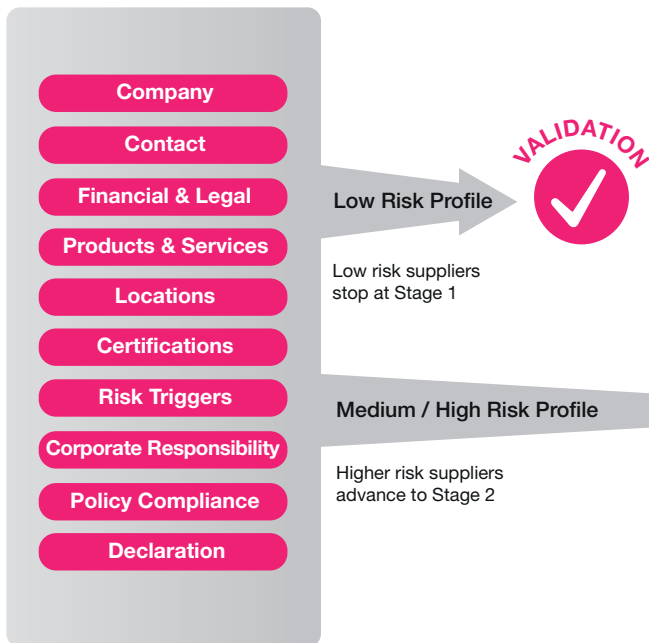 Company
Contact
Financial & Legal
Products & Services
Locations
Certifications
Risk Triggers
Corporate Responsibility
Policy Compliance
Declaration
Low Risk Profile
VALIDATION
Low risk suppliers
stop at Stage 1
Medium / High Risk Profile
Higher risk suppliers
advance to Stage 2